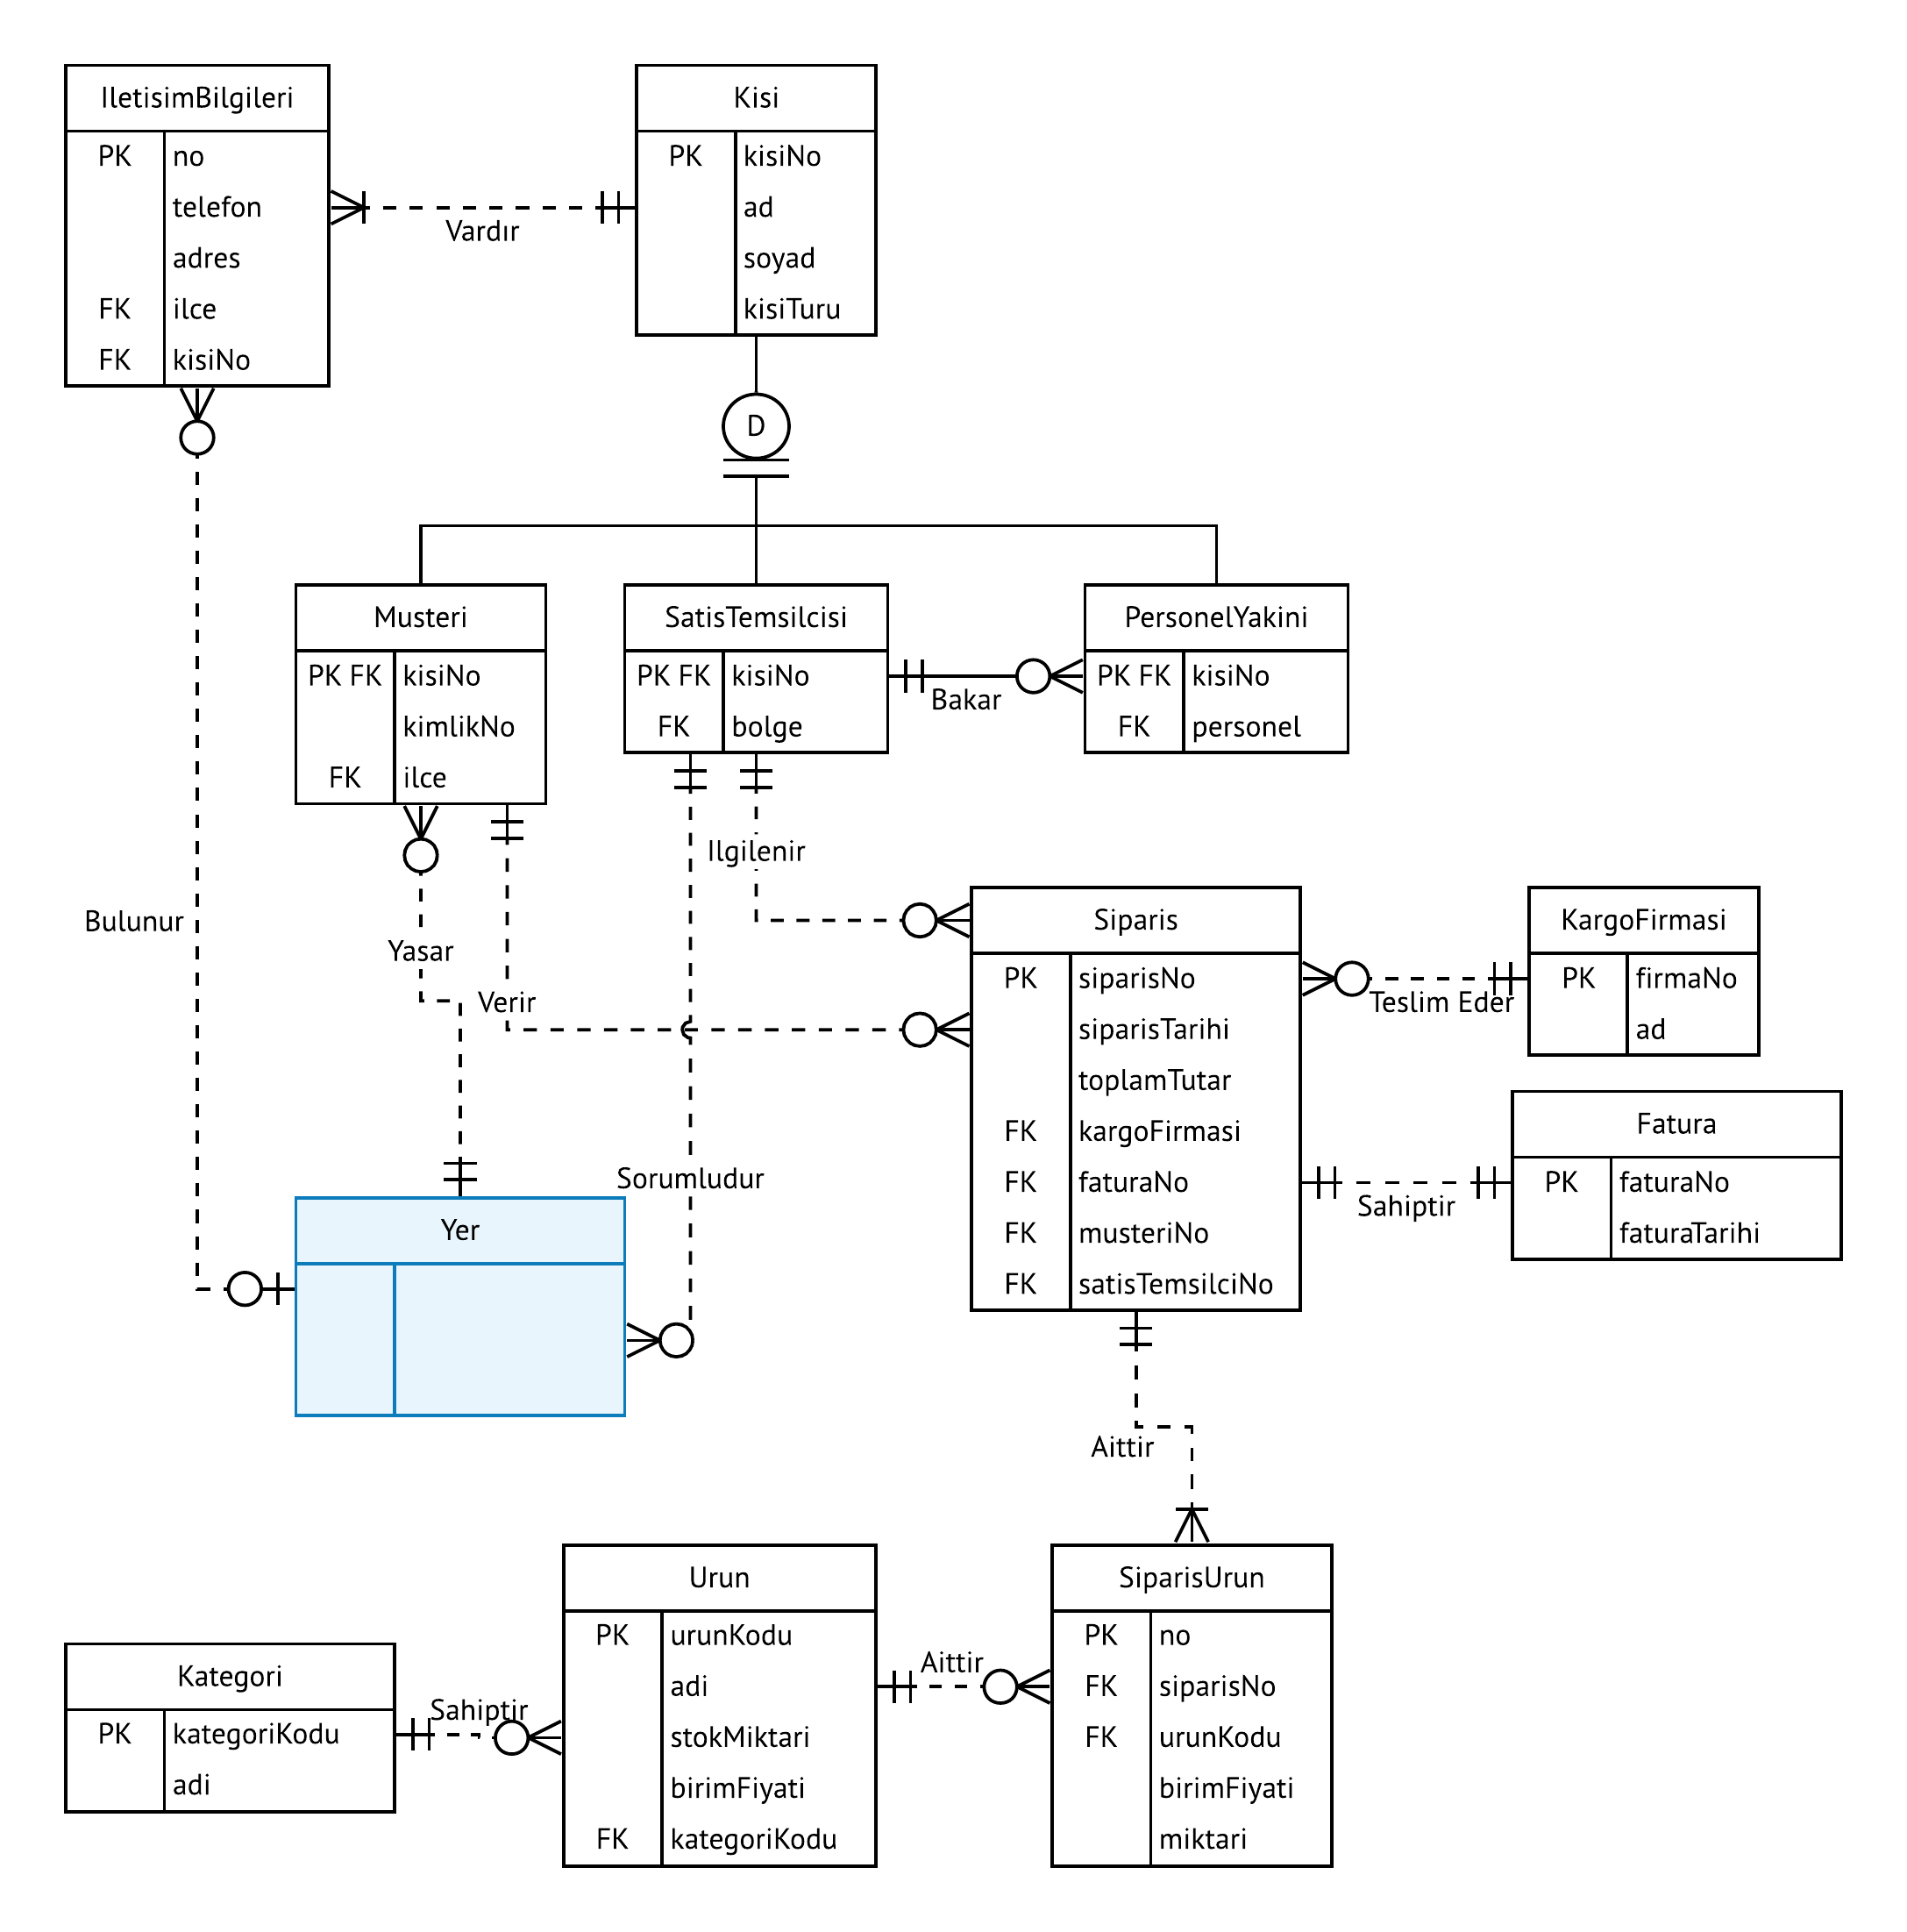 IletisimBilgileri
PK no
telefon
adres
FK ilce
FK kisiNo
Vardır
Kisi
PK kisiNo
ad
soyad
kisiTuru
D
Musteri
PK FK kisiNo
kimlikNo
FK ilce
SatisTemsilcisi
PK FK kisiNo
FK bolge
Bakar
PersonelYakini
PK FK kisiNo
FK personel
Ilgilenir
Bulunur
Yasar
Verir
Siparis
PK siparisNo
siparisTarihi
toplamTutar
FK kargoFirmasi
FK faturaNo
FK musteriNo
FK satisTemsilciNo
Teslim Eder
KargoFirmasi
PK firmaNo
ad
Sorumludur
Sahiptir
Fatura
PK faturaNo
faturaTarihi
Yer
Aittir
Kategori
PK kategoriKodu
adi
Sahiptir
Urun
PK urunKodu
adi
stokMiktari
birimFiyati
FK kategoriKodu
Aittir
SiparisUrun
PK no
FK siparisNo
FK urunKodu
birimFiyati
miktari